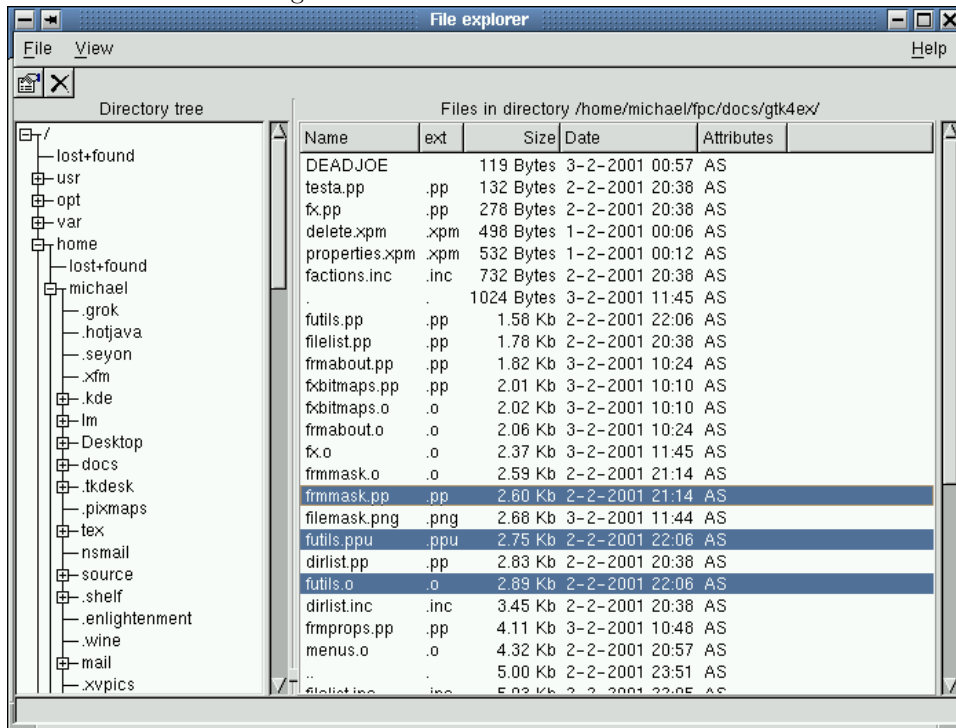 File explorer
File View Help
Directory tree
Files in directory /home/michael/fpc/docs/gtk4ex/
/
lost+found
usr
opt
var
home
lost+found
michael
.grok
.hotjava
.seyon
.xfm
.kde
lm
Desktop
docs
.tkdesk
.pixmaps
tex
nsmail
source
.shelf
.enlightenment
.wine
mail
.xvpics
Name ext Size Date Attributes
DEADJOE 119 Bytes 3-2-2001 00:57 AS
testa.pp .pp 132 Bytes 2-2-2001 20:38 AS
fx.pp .pp 278 Bytes 2-2-2001 20:38 AS
delete.xpm .xpm 498 Bytes 1-2-2001 00:06 AS
properties.xpm .xpm 532 Bytes 1-2-2001 00:12 AS
factions.inc .inc 732 Bytes 2-2-2001 20:38 AS
. . 1024 Bytes 3-2-2001 11:45 AS
futils.pp .pp 1.58 Kb 2-2-2001 22:06 AS
filelist.pp .pp 1.78 Kb 2-2-2001 20:38 AS
frmabout.pp .pp 1.82 Kb 3-2-2001 10:24 AS
fxbitmaps.pp .pp 2.01 Kb 3-2-2001 10:10 AS
fxbitmaps.o .o 2.02 Kb 3-2-2001 10:10 AS
frmabout.o .o 2.06 Kb 3-2-2001 10:24 AS
fx.o .o 2.37 Kb 3-2-2001 11:45 AS
frmmask.o .o 2.59 Kb 2-2-2001 21:14 AS
frmmask.pp .pp 2.60 Kb 2-2-2001 21:14 AS
filemask.png .png 2.68 Kb 3-2-2001 11:44 AS
futils.ppu .ppu 2.75 Kb 2-2-2001 22:06 AS
dirlist.pp .pp 2.83 Kb 2-2-2001 20:38 AS
futils.o .o 2.89 Kb 2-2-2001 22:06 AS
dirlist.inc .inc 3.45 Kb 2-2-2001 20:38 AS
frmprops.pp .pp 4.11 Kb 3-2-2001 10:48 AS
menus.o .o 4.32 Kb 2-2-2001 20:57 AS
.. . 5.00 Kb 2-2-2001 23:51 AS
filelist.inc .inc 5.03 Kb 2-2-2001 22:05 AS